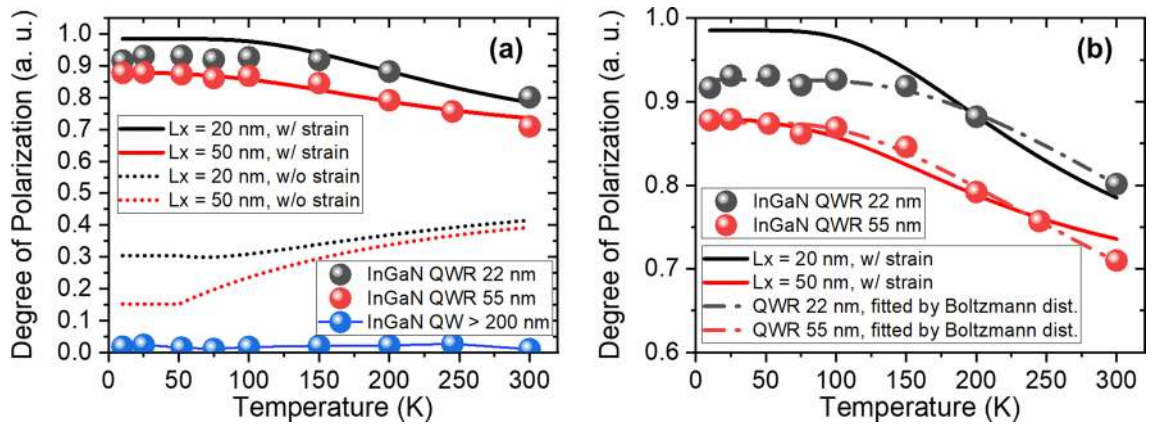 (a)
Degree of Polarization (a. u.)
1.0
0.9
0.8
0.7
0.6
0.5
0.4
0.3
0.2
0.1
0.0
Lx = 20 nm, w/ strain
Lx = 50 nm, w/ strain
Lx = 20 nm, w/o strain
Lx = 50 nm, w/o strain
InGaN QWR 22 nm
InGaN QWR 55 nm
InGaN QW > 200 nm
0 50 100 150 200 250 300
Temperature (K)
(b)
Degree of Polarization (a. u.)
1.0
0.9
0.8
0.7
0.6
InGaN QWR 22 nm
InGaN QWR 55 nm
Lx = 20 nm, w/ strain
Lx = 50 nm, w/ strain
QWR 22 nm, fitted by Boltzmann dist.
QWR 55 nm, fitted by Boltzmann dist.
0 50 100 150 200 250 300
Temperature (K)